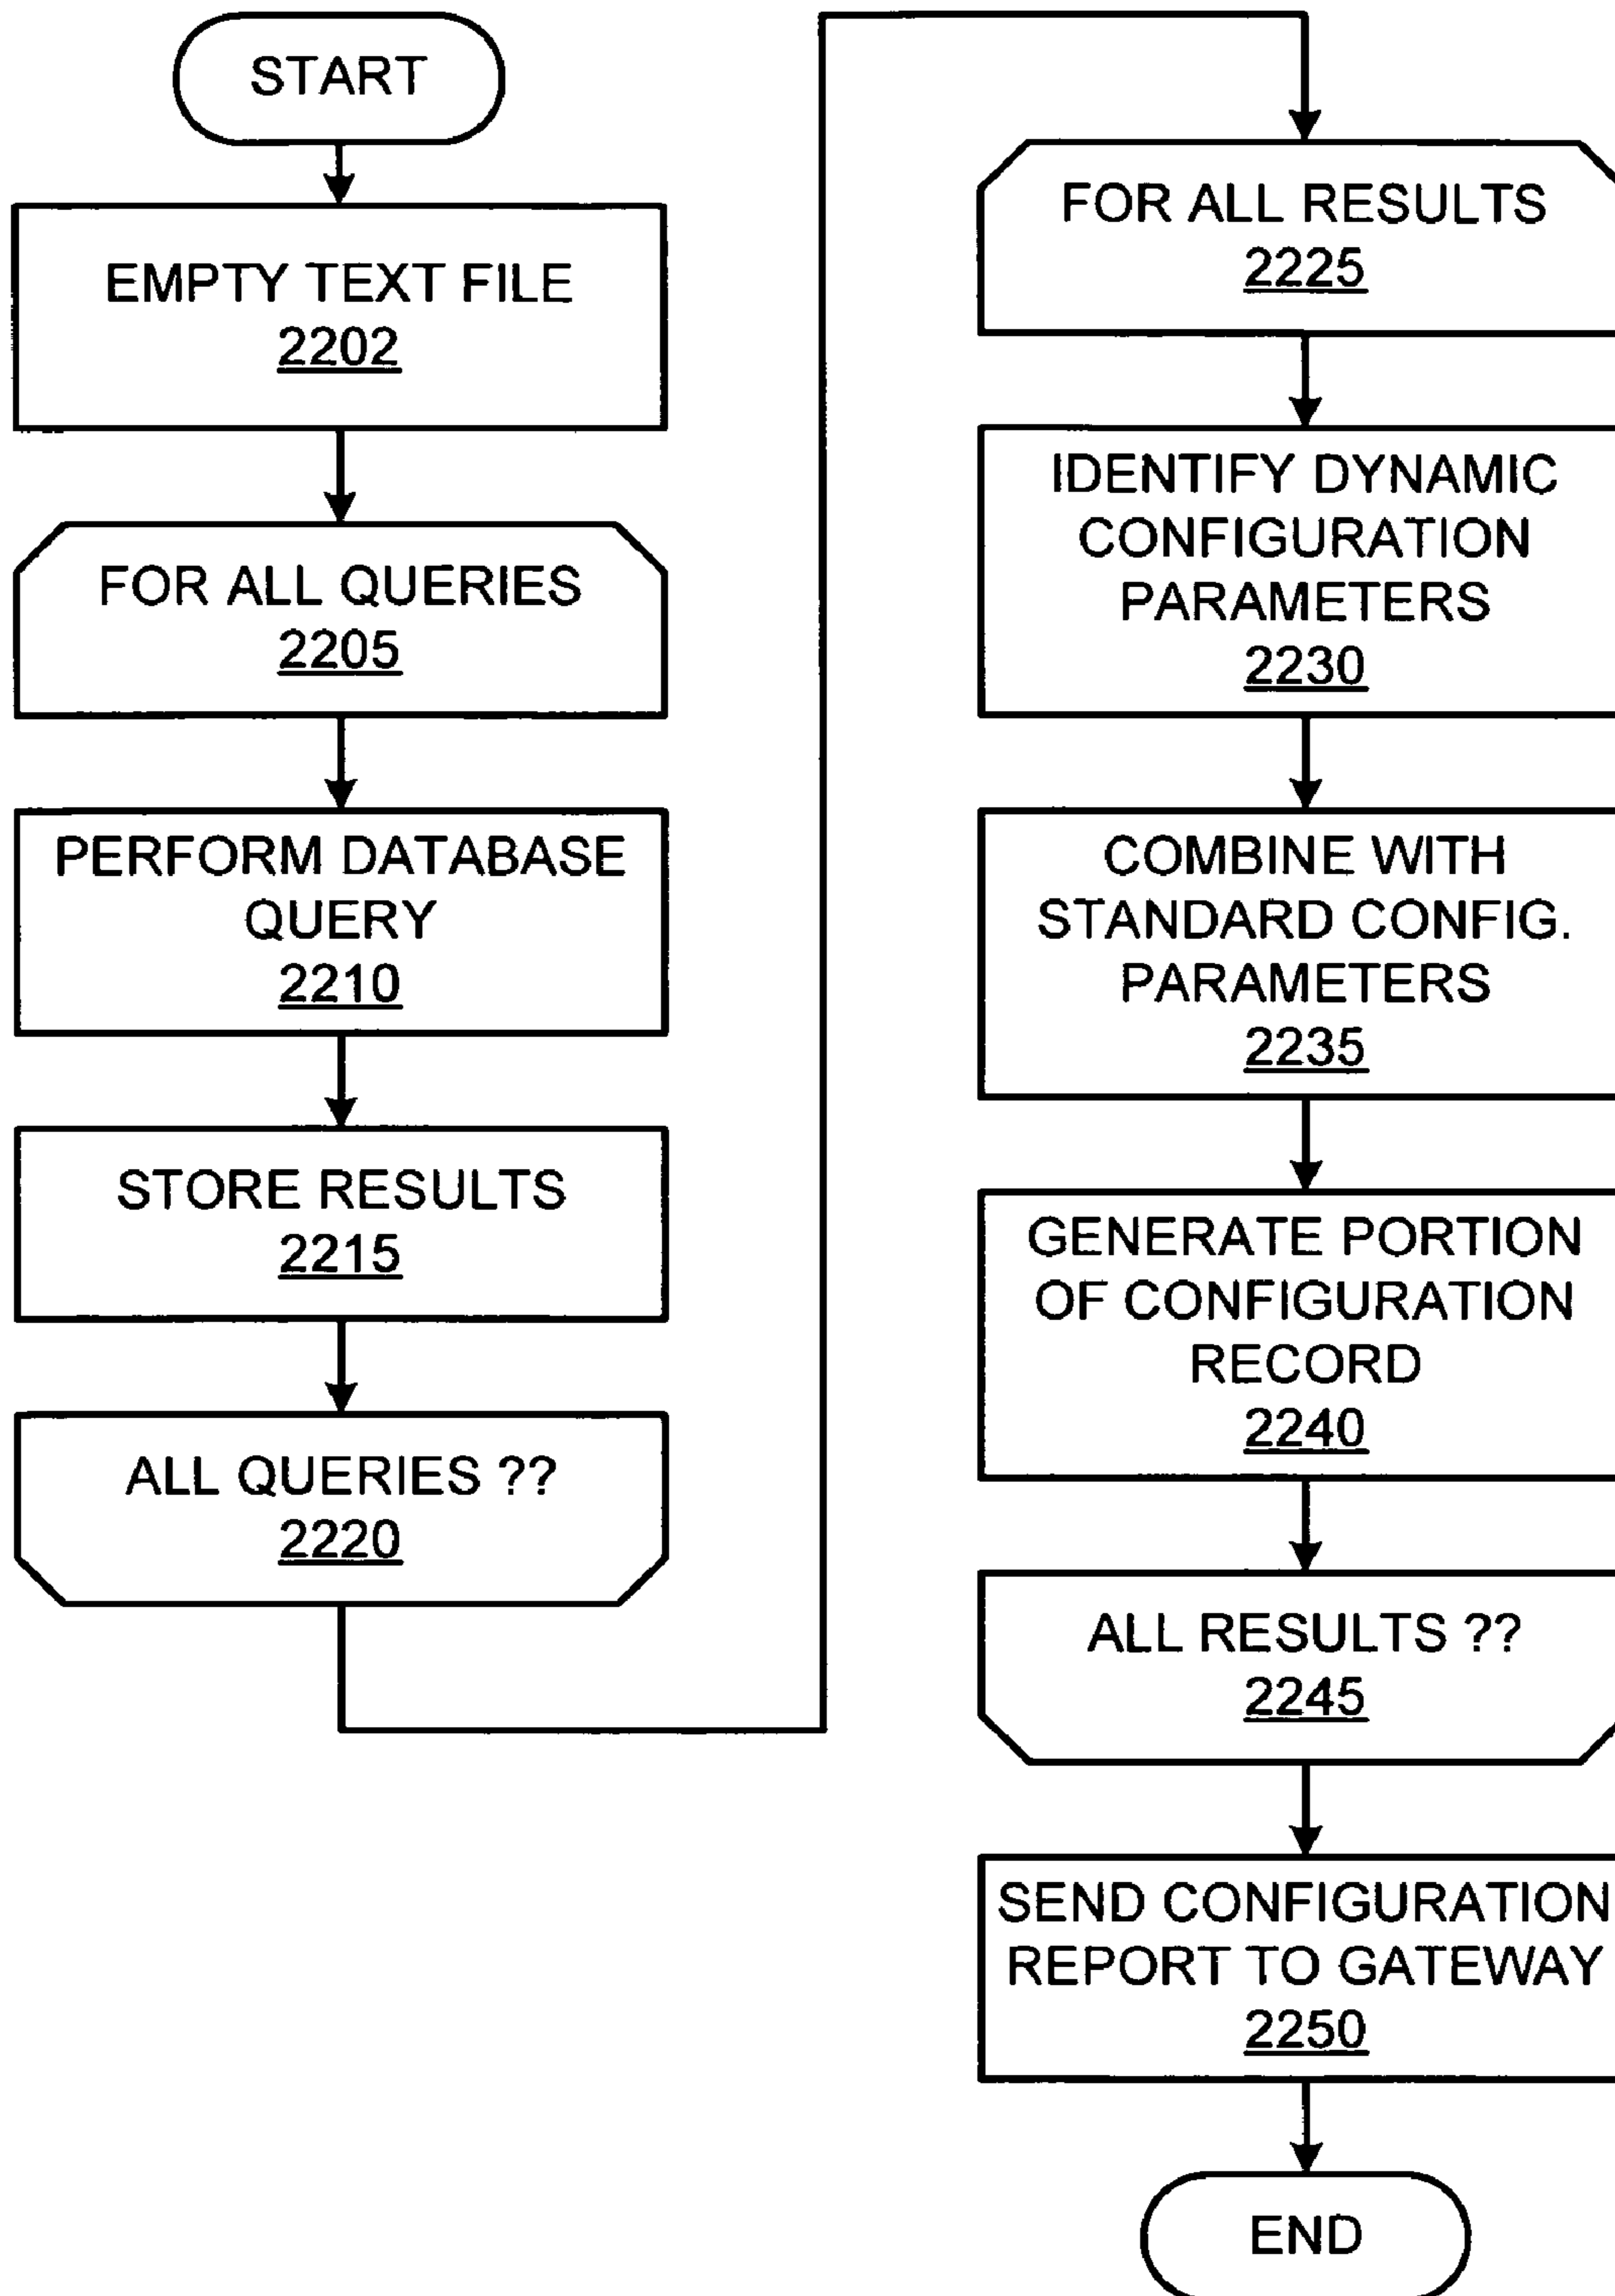 START
EMPTY TEXT FILE
2202
FOR ALL QUERIES
2205
PERFORM DATABASE
QUERY
2210
STORE RESULTS
2215
ALL QUERIES ??
2220
FOR ALL RESULTS
2225
IDENTIFY DYNAMIC
CONFIGURATION
PARAMETERS
2230
COMBINE WITH
STANDARD CONFIG.
PARAMETERS
2235
GENERATE PORTION
OF CONFIGURATION
RECORD
2240
ALL RESULTS ??
2245
SEND CONFIGURATION
REPORT TO GATEWAY
2250
END